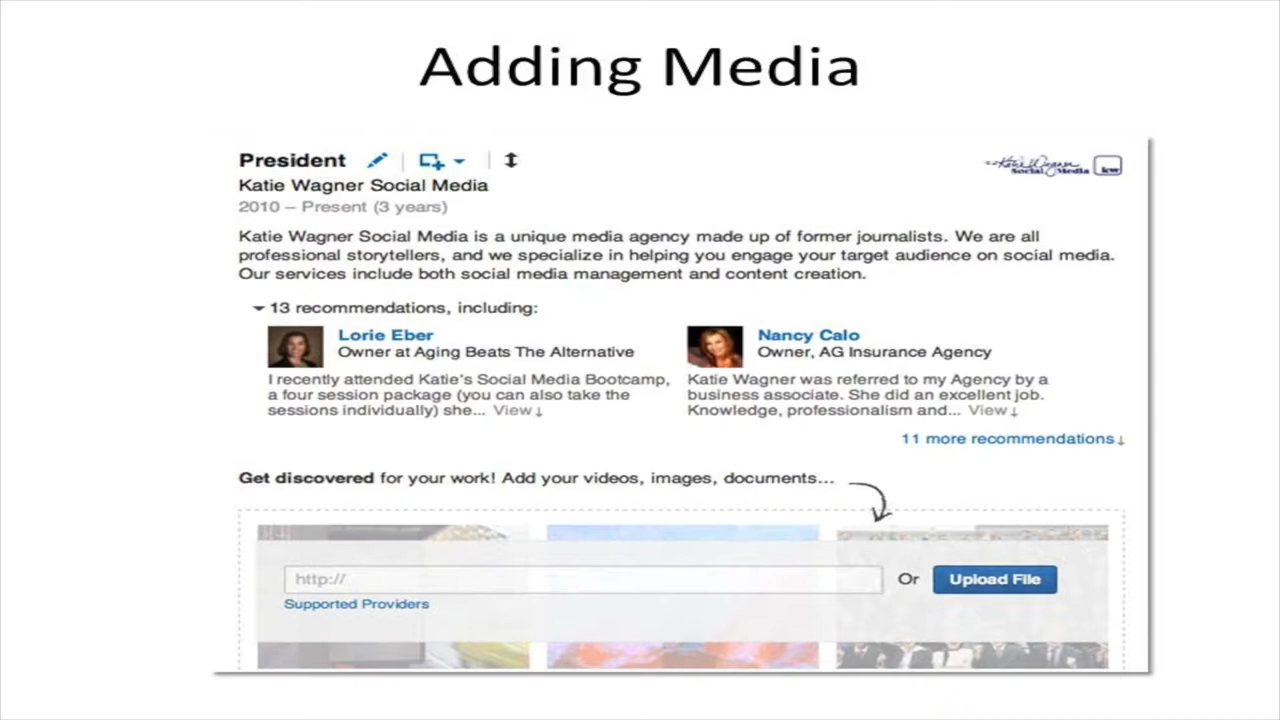 Adding Media
President
Katie Wagner Social Media
Katie Wagner
Social Media
kw
2010 – Present (3 years)
Katie Wagner Social Media is a unique media agency made up of former journalists. We are all
professional storytellers, and we specialize in helping you engage your target audience on social media.
Our services include both social media management and content creation.
13 recommendations, including:
Lorie Eber
Owner at Aging Beats The Alternative
I recently attended Katie's Social Media Bootcamp,
a four session package (you can also take the
sessions individually) she... View↓
Nancy Calo
Owner, AG Insurance Agency
Katie Wagner was referred to my Agency by a
business associate. She did an excellent job.
Knowledge, professionalism and... View↓
11 more recommendations↓
Get discovered for your work! Add your videos, images, documents...
http://
Or
Upload File
Supported Providers